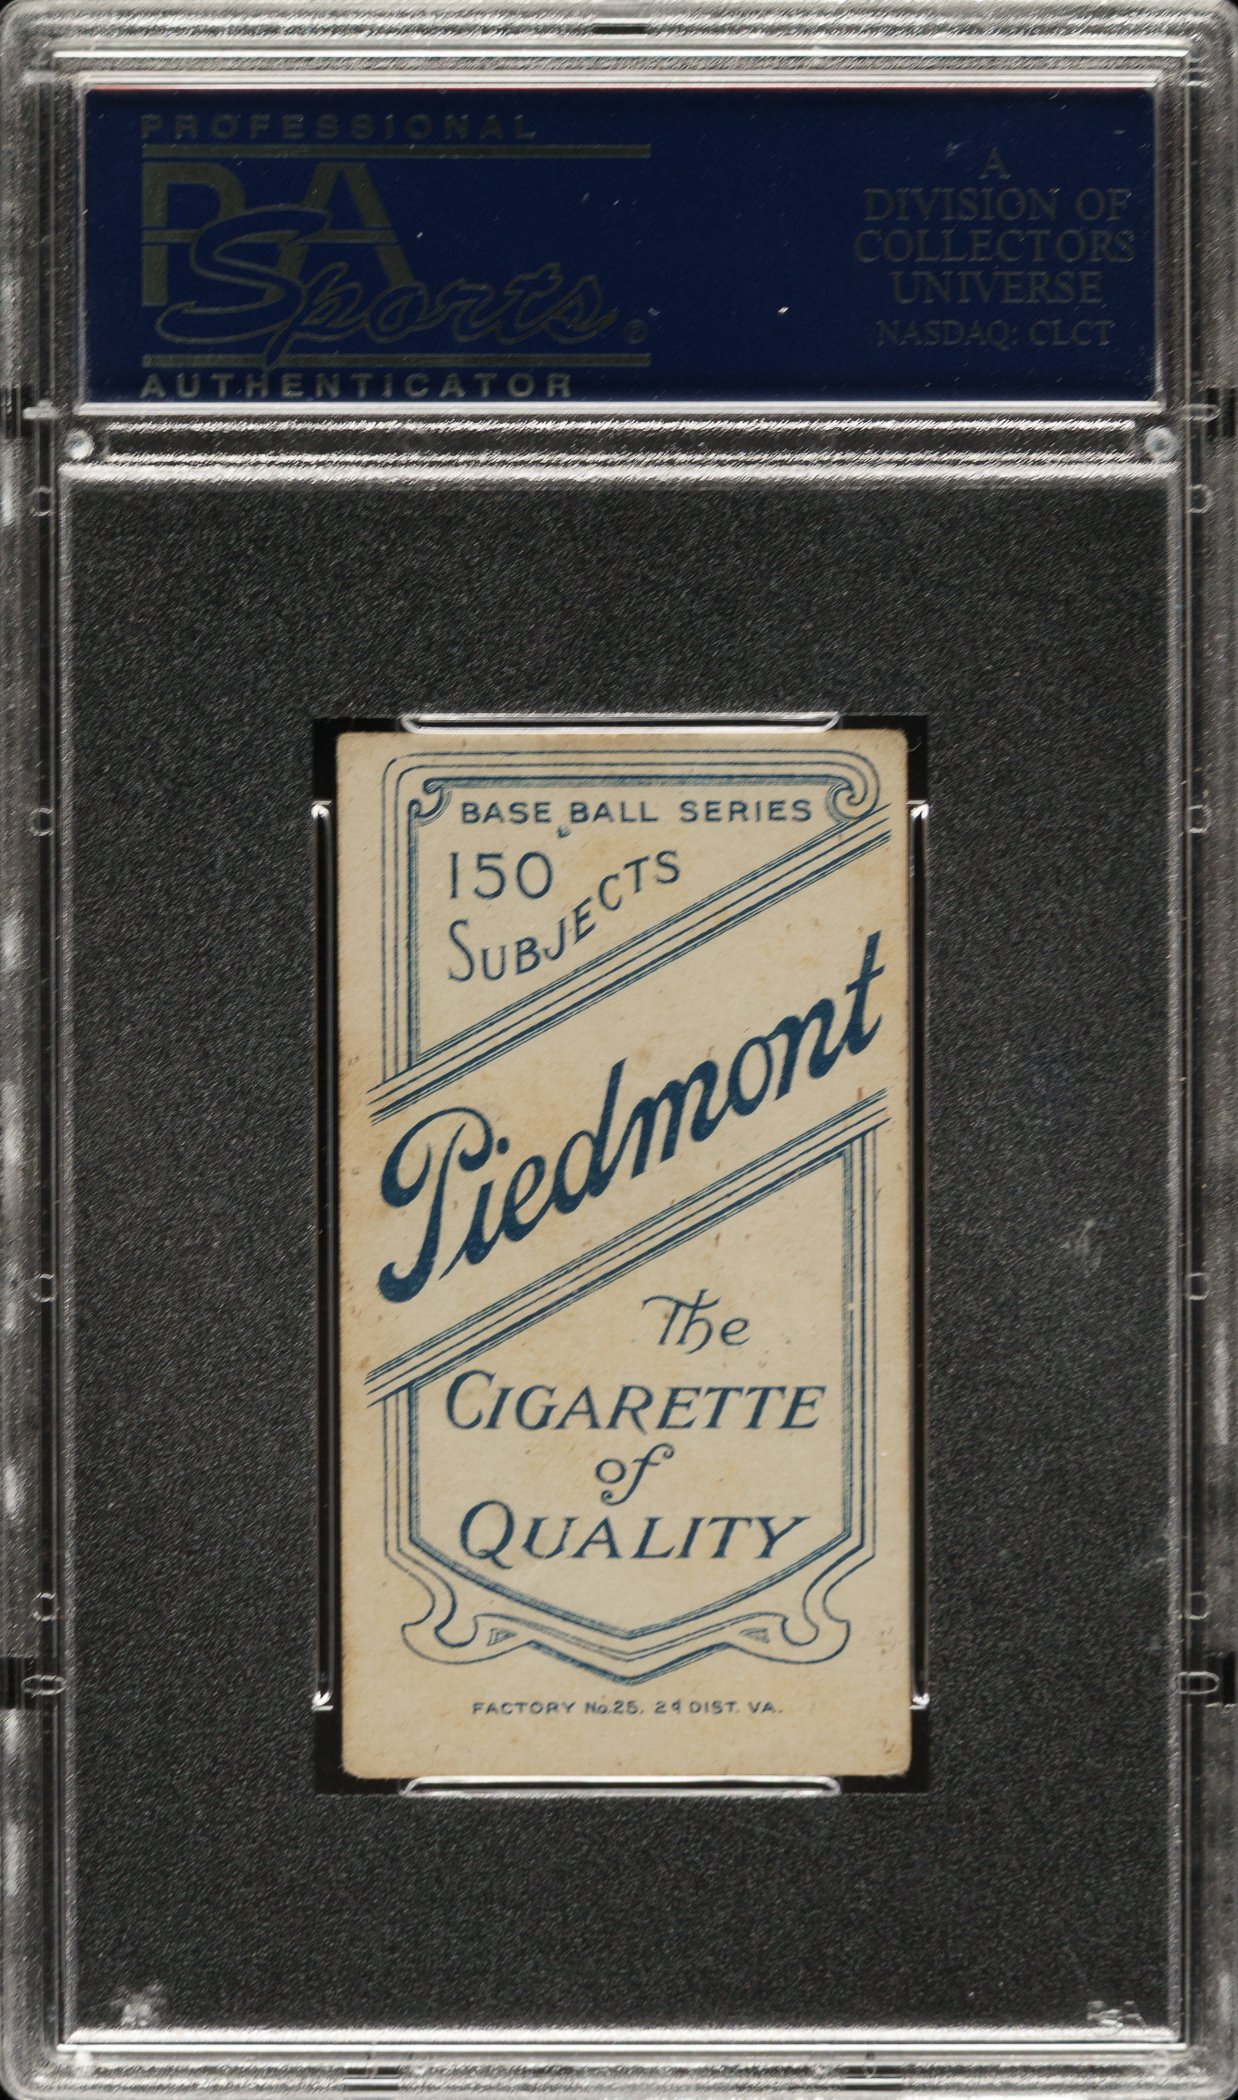 PROFESSIONAL
PSA
Sports®
AUTHENTICATOR
A
DIVISION OF
COLLECTORS
UNIVERSE
NASDAQ: CLCT
BASE BALL SERIES
150
SUBJECTS
Piedmont
The
CIGARETTE
of
QUALITY
FACTORY No. 25. 2d DIST. VA.
PSA